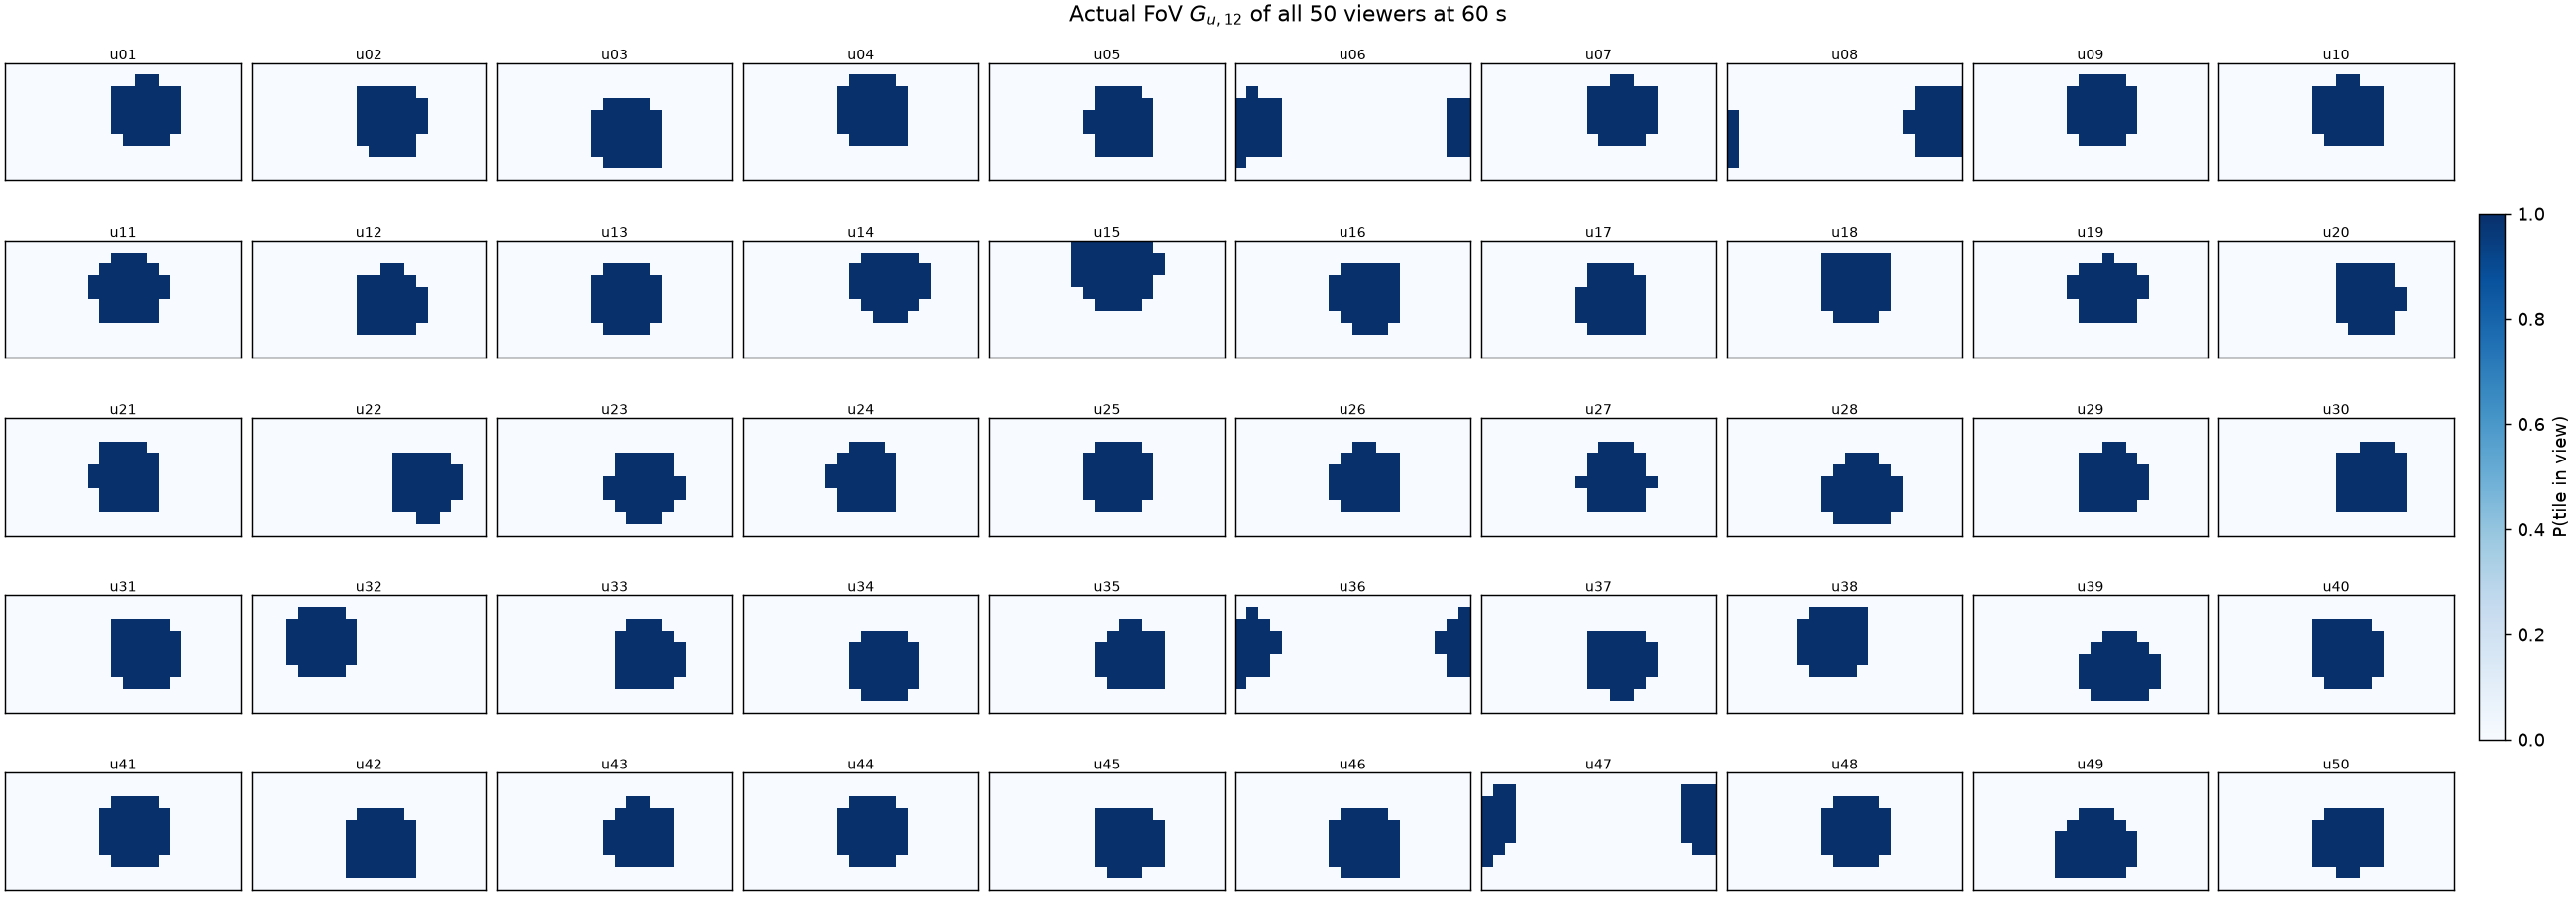 Actual FoV G_{u,12} of all 50 viewers at 60 s
u01 u02 u03 u04 u05 u06 u07 u08 u09 u10
u11 u12 u13 u14 u15 u16 u17 u18 u19 u20
u21 u22 u23 u24 u25 u26 u27 u28 u29 u30
u31 u32 u33 u34 u35 u36 u37 u38 u39 u40
u41 u42 u43 u44 u45 u46 u47 u48 u49 u50
1.0
0.8
0.6
0.4
0.2
0.0
P(tile in view)